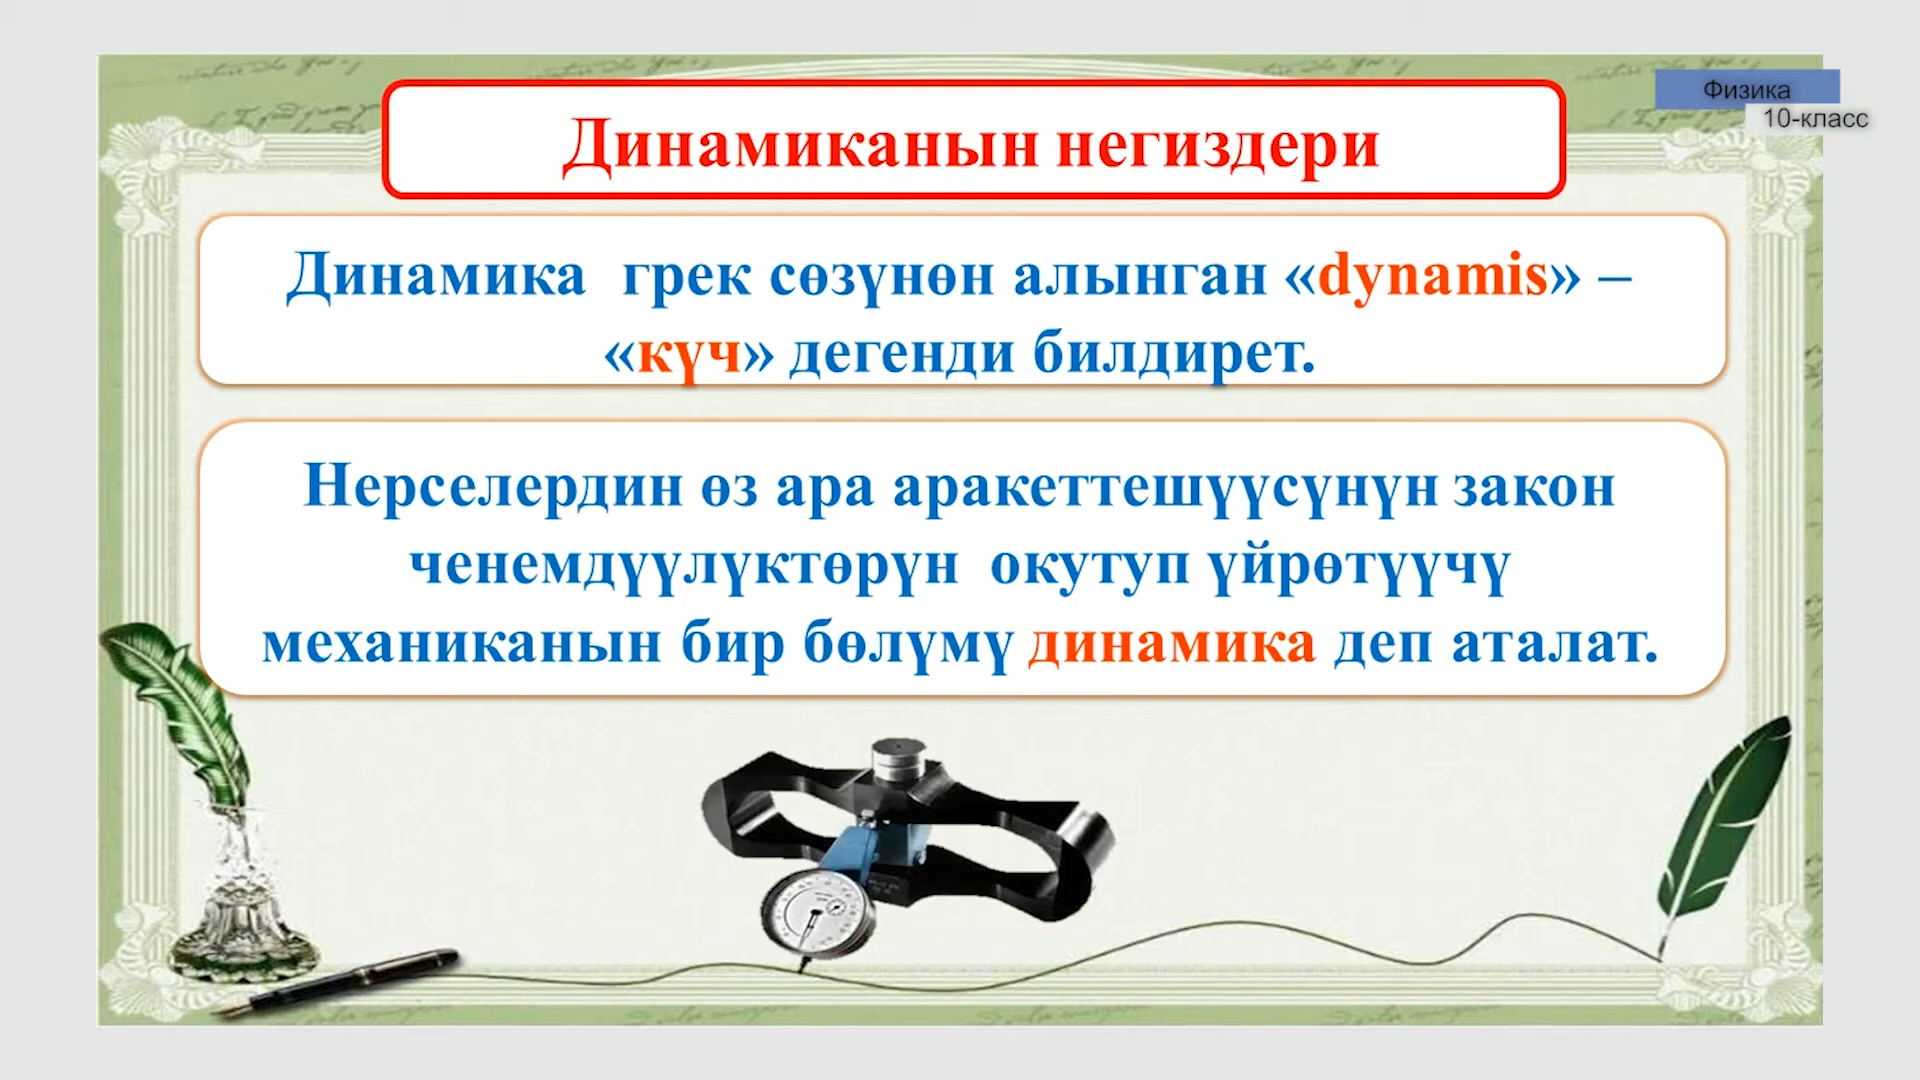 Физика
10-класс
Динамиканын негиздери
Динамика грек сөзүнөн алынган «dynamis» –
«күч» дегенди билдирет.
Нерселердин өз ара аракеттешүүсүнүн закон
ченемдүүлүктөрүн окутуп үйрөтүүчү
механиканын бир бөлүмү динамика деп аталат.